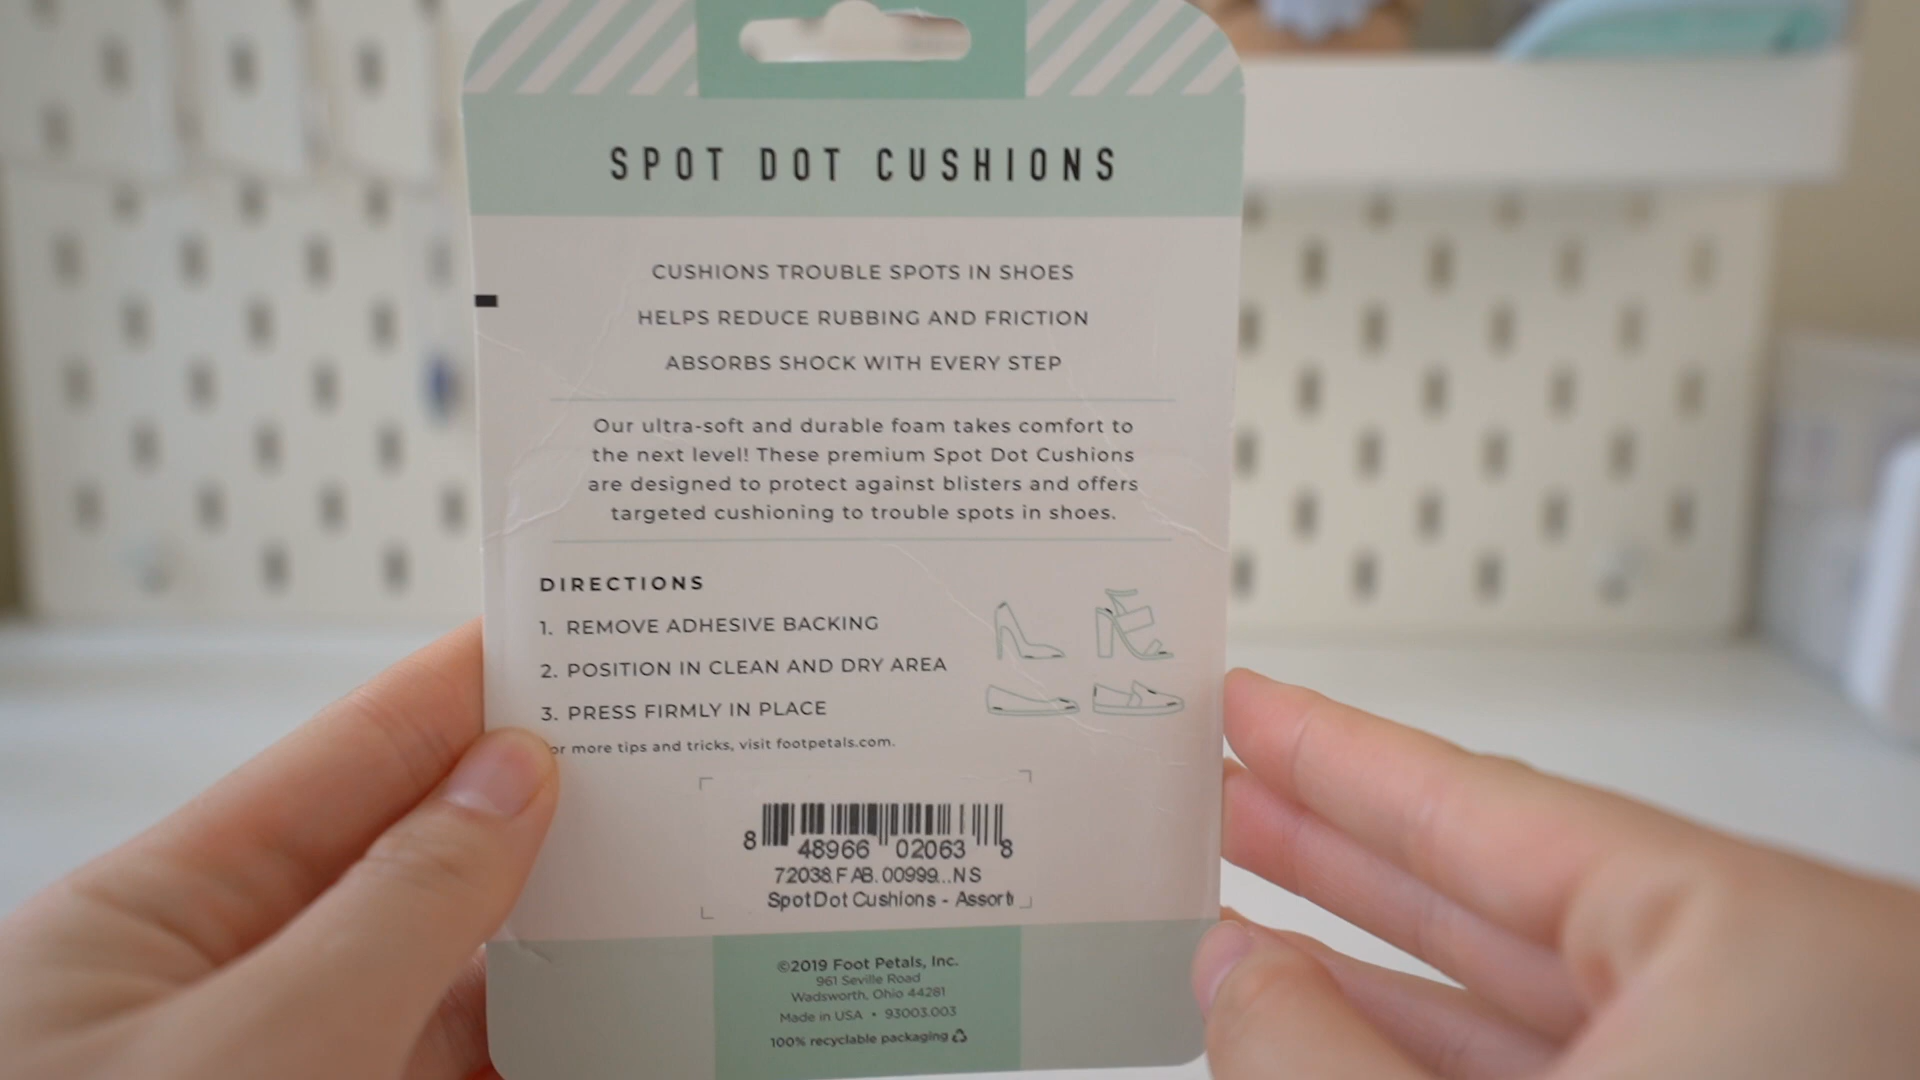 SPOT DOT CUSHIONS
CUSHIONS TROUBLE SPOTS IN SHOES
HELPS REDUCE RUBBING AND FRICTION
ABSORBS SHOCK WITH EVERY STEP
Our ultra-soft and durable foam takes comfort to
the next level! These premium Spot Dot Cushions
are designed to protect against blisters and offers
targeted cushioning to trouble spots in shoes.
DIRECTIONS
1. REMOVE ADHESIVE BACKING
2. POSITION IN CLEAN AND DRY AREA
3. PRESS FIRMLY IN PLACE
or more tips and tricks, visit footpetals.com.
8 48966 02063 8
72038.FAB.00999...NS
Spot Dot Cushions - Assort
©2019 Foot Petals, Inc.
961 Seville Road
Wadsworth, Ohio 44281
Made in USA • 93003.003
100% recyclable packaging